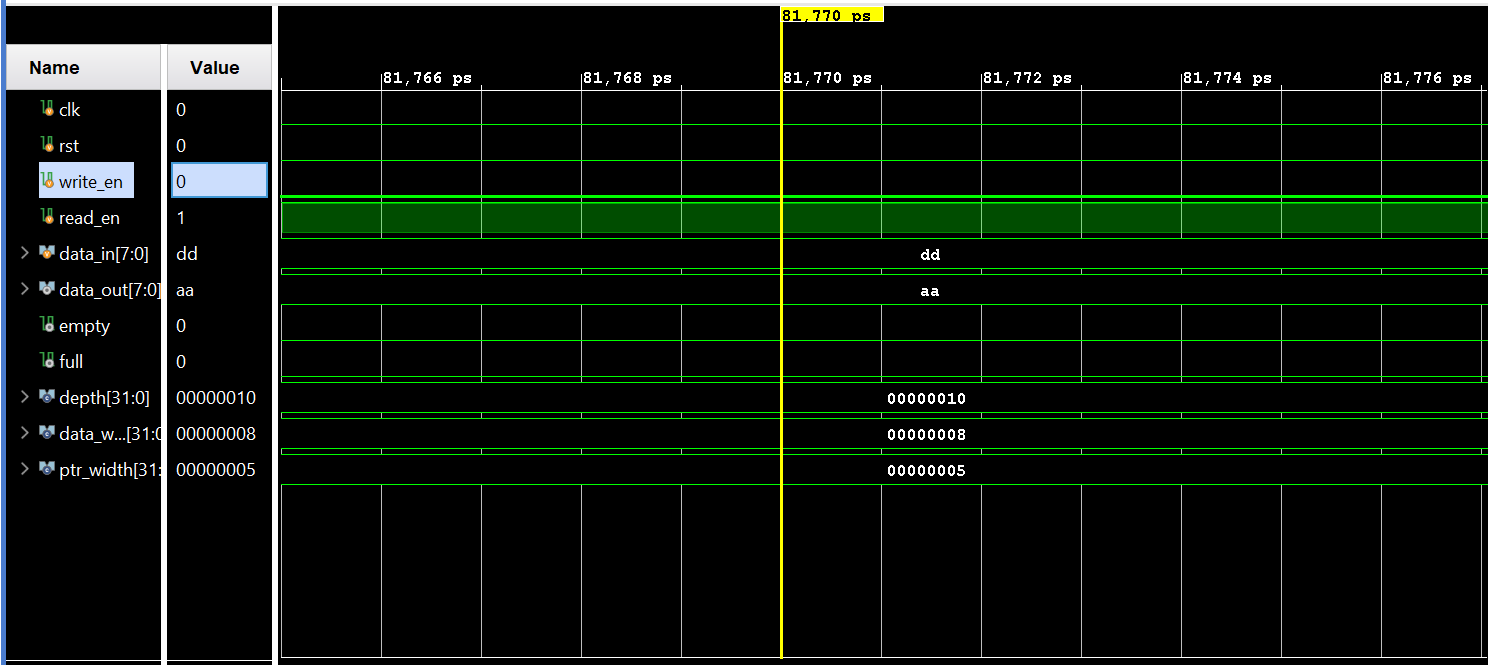 81,770 ps
Name Value 81,766 ps 81,768 ps 81,770 ps 81,772 ps 81,774 ps 81,776 ps
clk 0
rst 0
write_en 0
read_en 1
data_in[7:0] dd dd
data_out[7:0] aa aa
empty 0
full 0
depth[31:0] 00000010 00000010
data_w...[31:0 00000008 00000008
ptr_width[31: 00000005 00000005